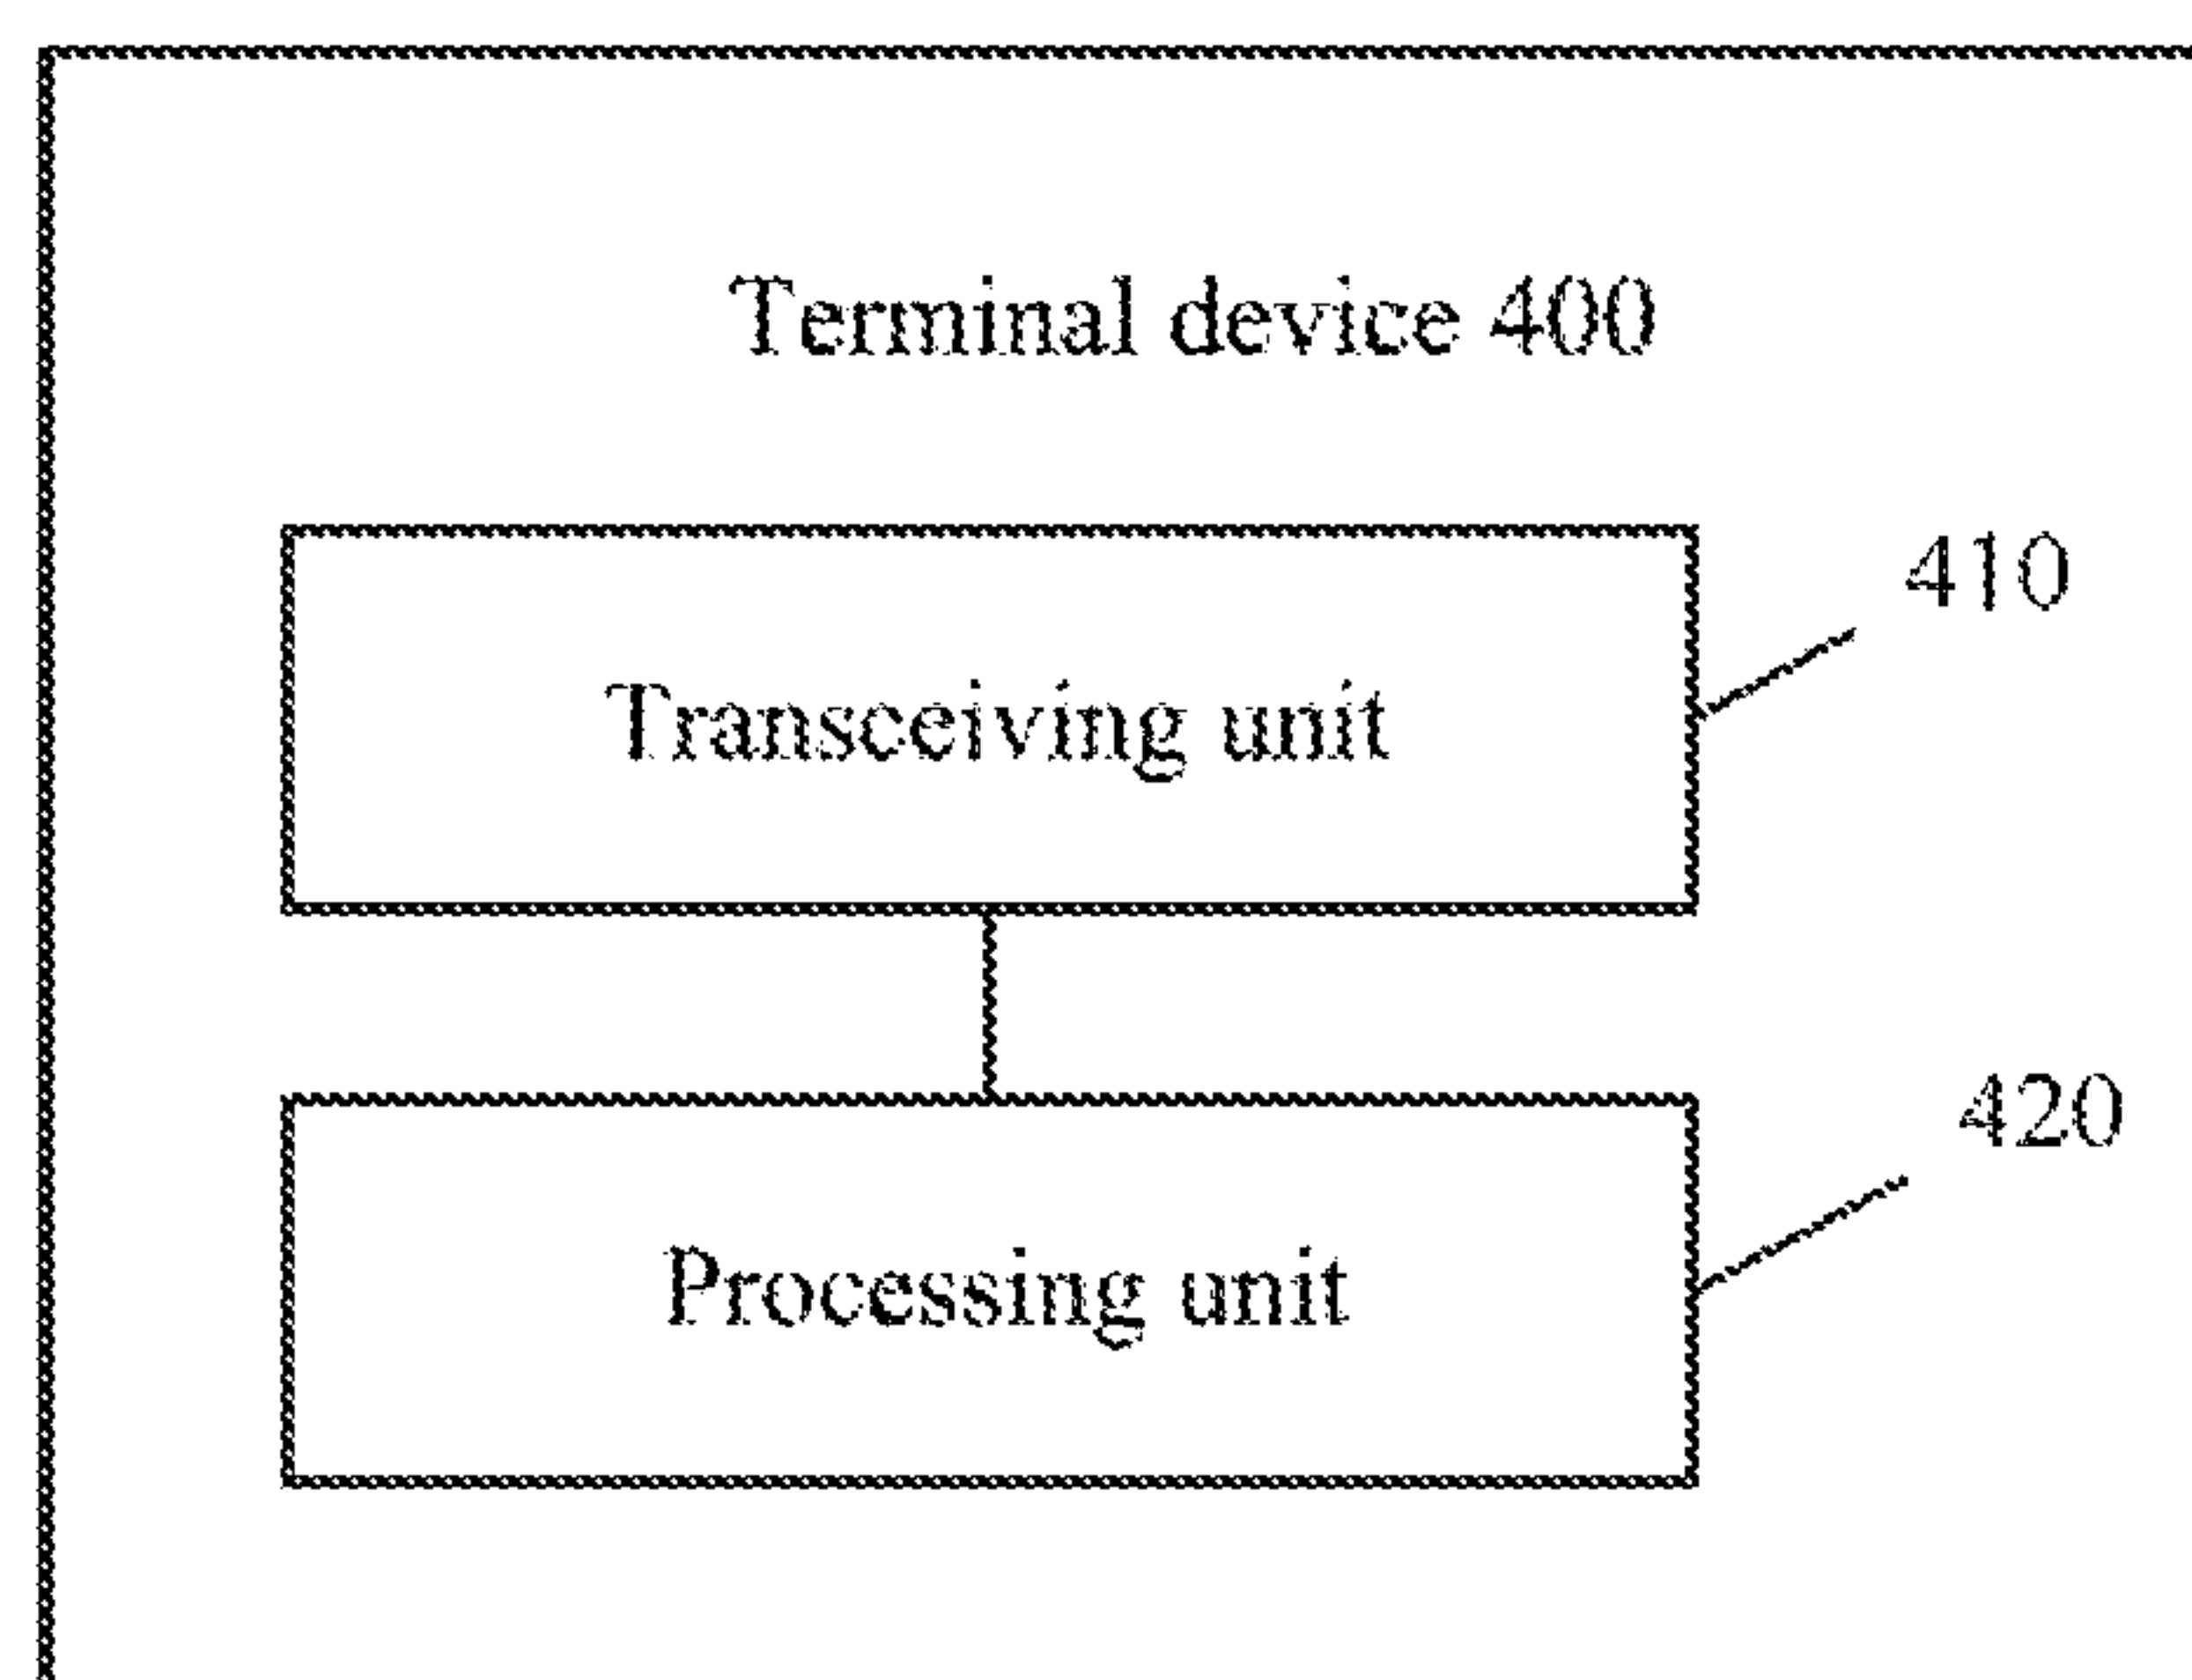 Terminal device 400
410
Transceiving unit
420
Processing unit